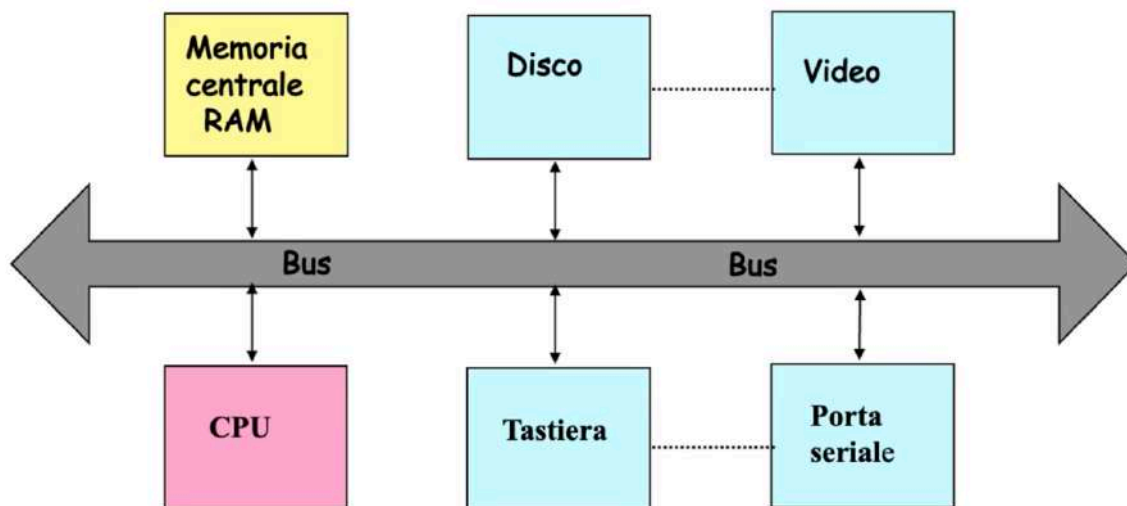 Memoria
centrale
RAM
Disco
Video
Bus
Bus
CPU
Tastiera
Porta
seriale